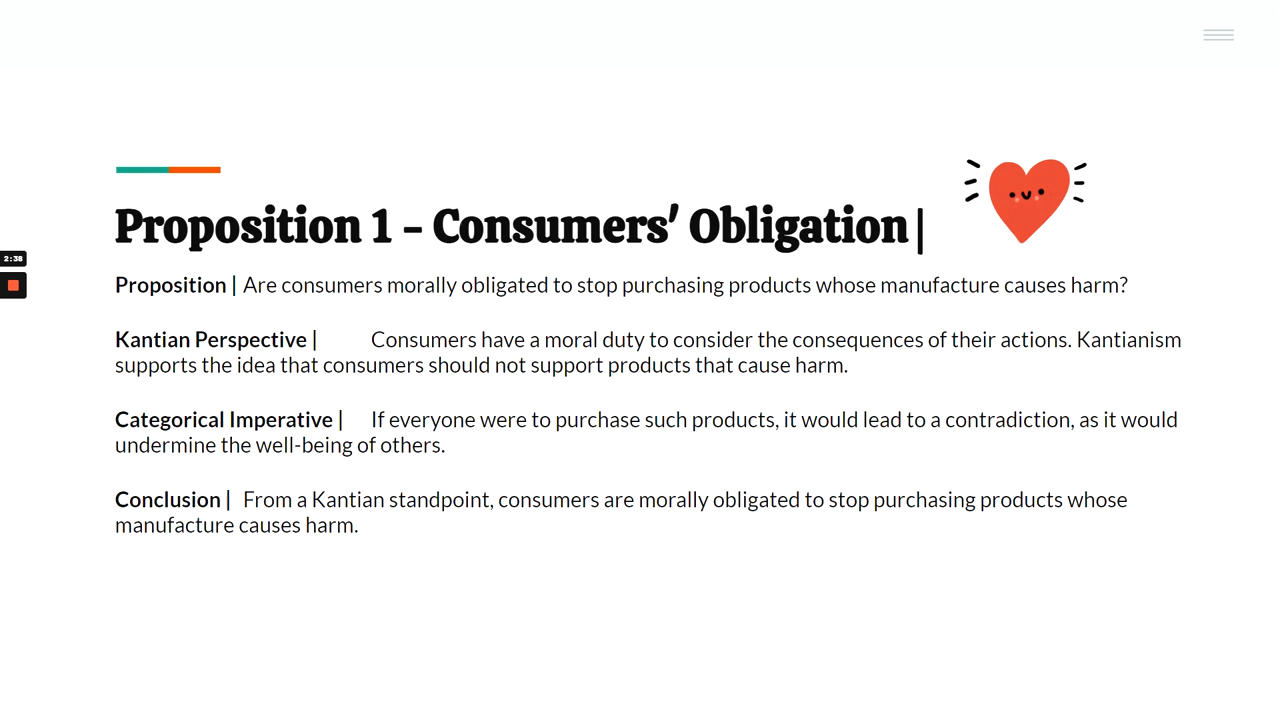 Proposition 1 – Consumers' Obligation|
2:38
Proposition | Are consumers morally obligated to stop purchasing products whose manufacture causes harm?
Kantian Perspective | Consumers have a moral duty to consider the consequences of their actions. Kantianism
supports the idea that consumers should not support products that cause harm.
Categorical Imperative | If everyone were to purchase such products, it would lead to a contradiction, as it would
undermine the well-being of others.
Conclusion | From a Kantian standpoint, consumers are morally obligated to stop purchasing products whose
manufacture causes harm.